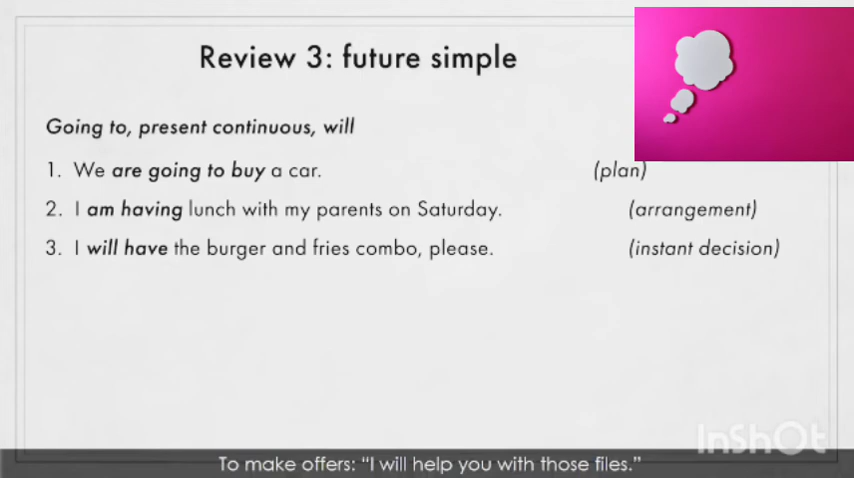 Review 3: future simple
Going to, present continuous, will
1. We are going to buy a car. (plan)
2. I am having lunch with my parents on Saturday. (arrangement)
3. I will have the burger and fries combo, please. (instant decision)
InShOt
To make offers: “I will help you with those files.”